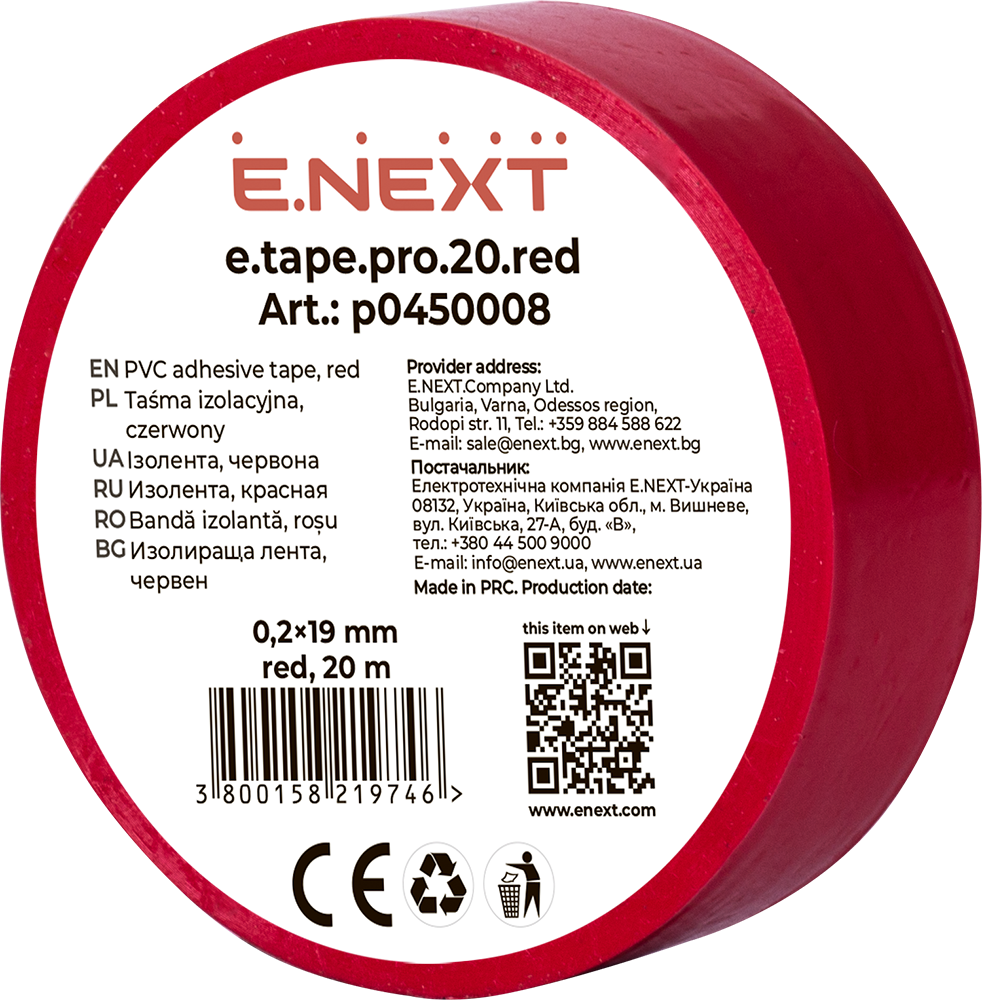 E.NEXT
e.tape.pro.20.red
Art.: p0450008
EN PVC adhesive tape, red
PL Taśma izolacyjna,
czerwony
UA Ізолента, червона
RU Изолента, красная
RO Bandă izolantă, roșu
BG Изолираща лента,
червен
Provider address:
E.NEXT.Company Ltd.
Bulgaria, Varna, Odessos region,
Rodopi str. 11, Tel.: +359 884 588 622
E-mail: sale@enext.bg, www.enext.bg
Постачальник:
Електротехнічна компанія E.NEXT-Україна
08132, Україна, Київська обл., м. Вишневе,
вул. Київська, 27-А, буд. «В»,
тел.: +380 44 500 9000
E-mail: info@enext.ua, www.enext.ua
Made in PRC. Production date:
0,2×19 mm
red, 20 m
3 800158 219746 >
this item on web↓
www.enext.com
CE